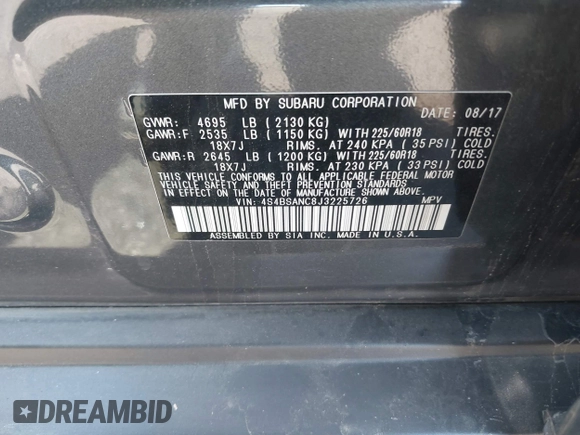 MFD BY SUBARU CORPORATION
DATE: 08/17
GVWR: 4695 LB ( 2130 KG)
GAWR:F 2535 LB ( 1150 KG) WITH 225/60R18 TIRES.
18X7J RIMS. AT 240 KPA ( 35 PSI) COLD
GAWR:R 2645 LB ( 1200 KG) WITH 225/60R18 TIRES.
18X7J RIMS. AT 230 KPA ( 33 PSI) COLD
THIS VEHICLE CONFORMS TO ALL APPLICABLE FEDERAL MOTOR
VEHICLE SAFETY AND THEFT PREVENTION STANDARDS
IN EFFECT ON THE DATE OF MANUFACTURE SHOWN ABOVE.
VIN: 4S4BSANC8J3225726 MPV
ASSEMBLED BY SIA INC. MADE IN U.S.A.
DREAMBID